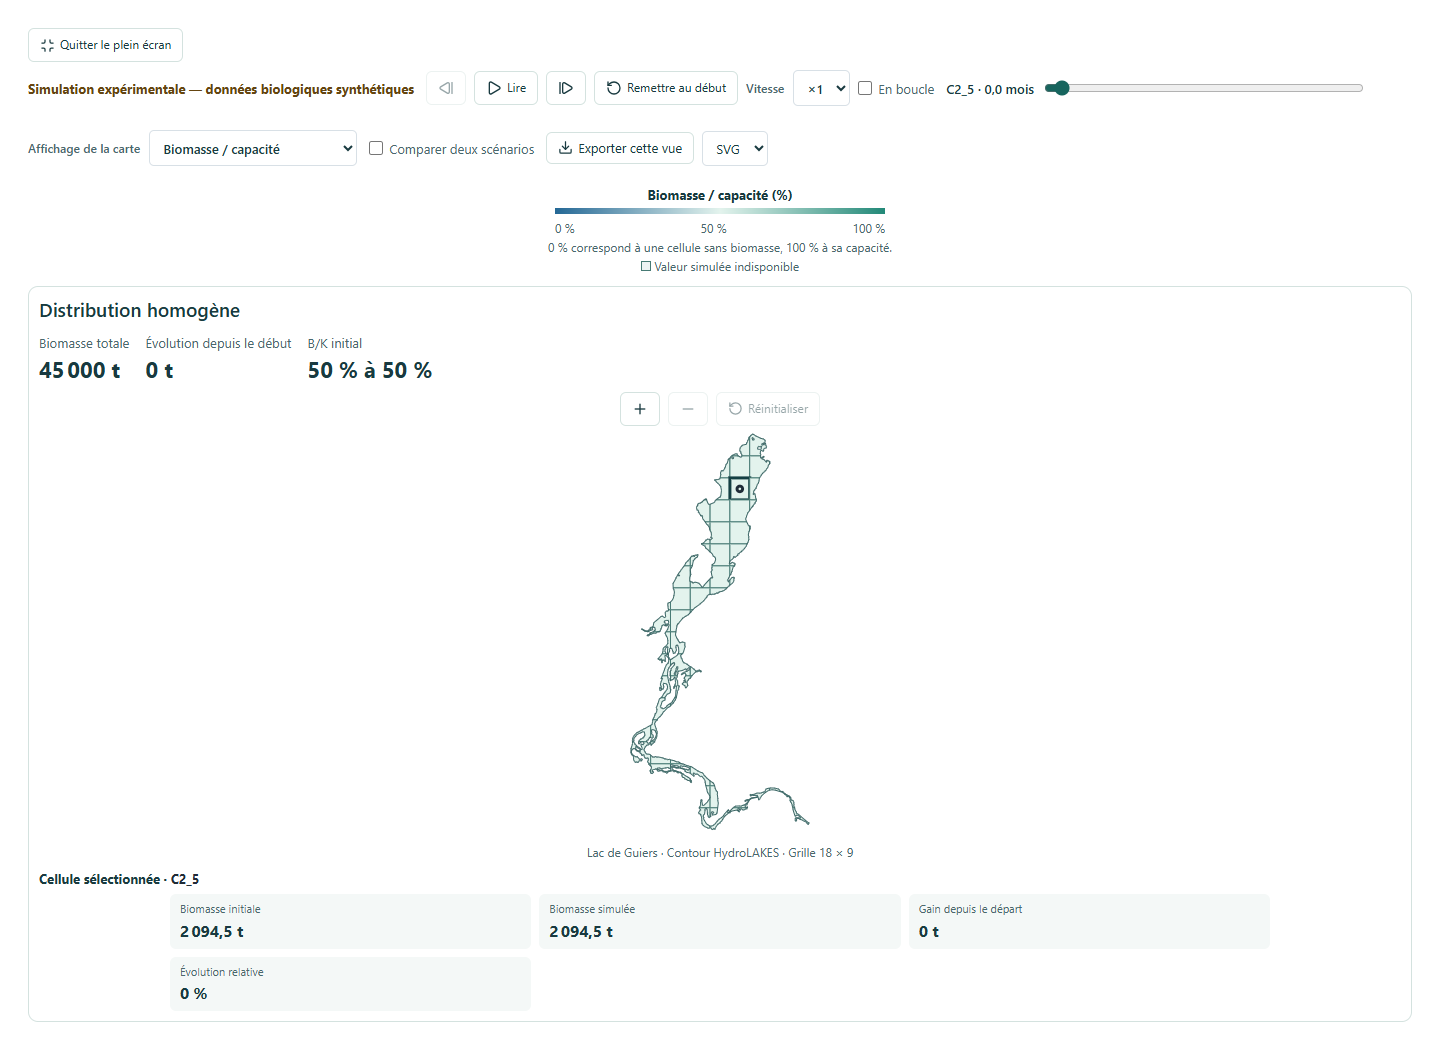 Quitter le plein écran
Simulation expérimentale — données biologiques synthétiques Lire Remettre au début Vitesse ×1 En boucle C2_5 · 0,0 mois
Affichage de la carte Biomasse / capacité Comparer deux scénarios Exporter cette vue SVG
Biomasse / capacité (%)
0 % 50 % 100 %
0 % correspond à une cellule sans biomasse, 100 % à sa capacité.
Valeur simulée indisponible
Distribution homogène
Biomasse totale Évolution depuis le début B/K initial
45 000 t 0 t 50 % à 50 %
+ − Réinitialiser
Lac de Guiers · Contour HydroLAKES · Grille 18 × 9
Cellule sélectionnée · C2_5
Biomasse initiale Biomasse simulée Gain depuis le départ
2 094,5 t 2 094,5 t 0 t
Évolution relative
0 %